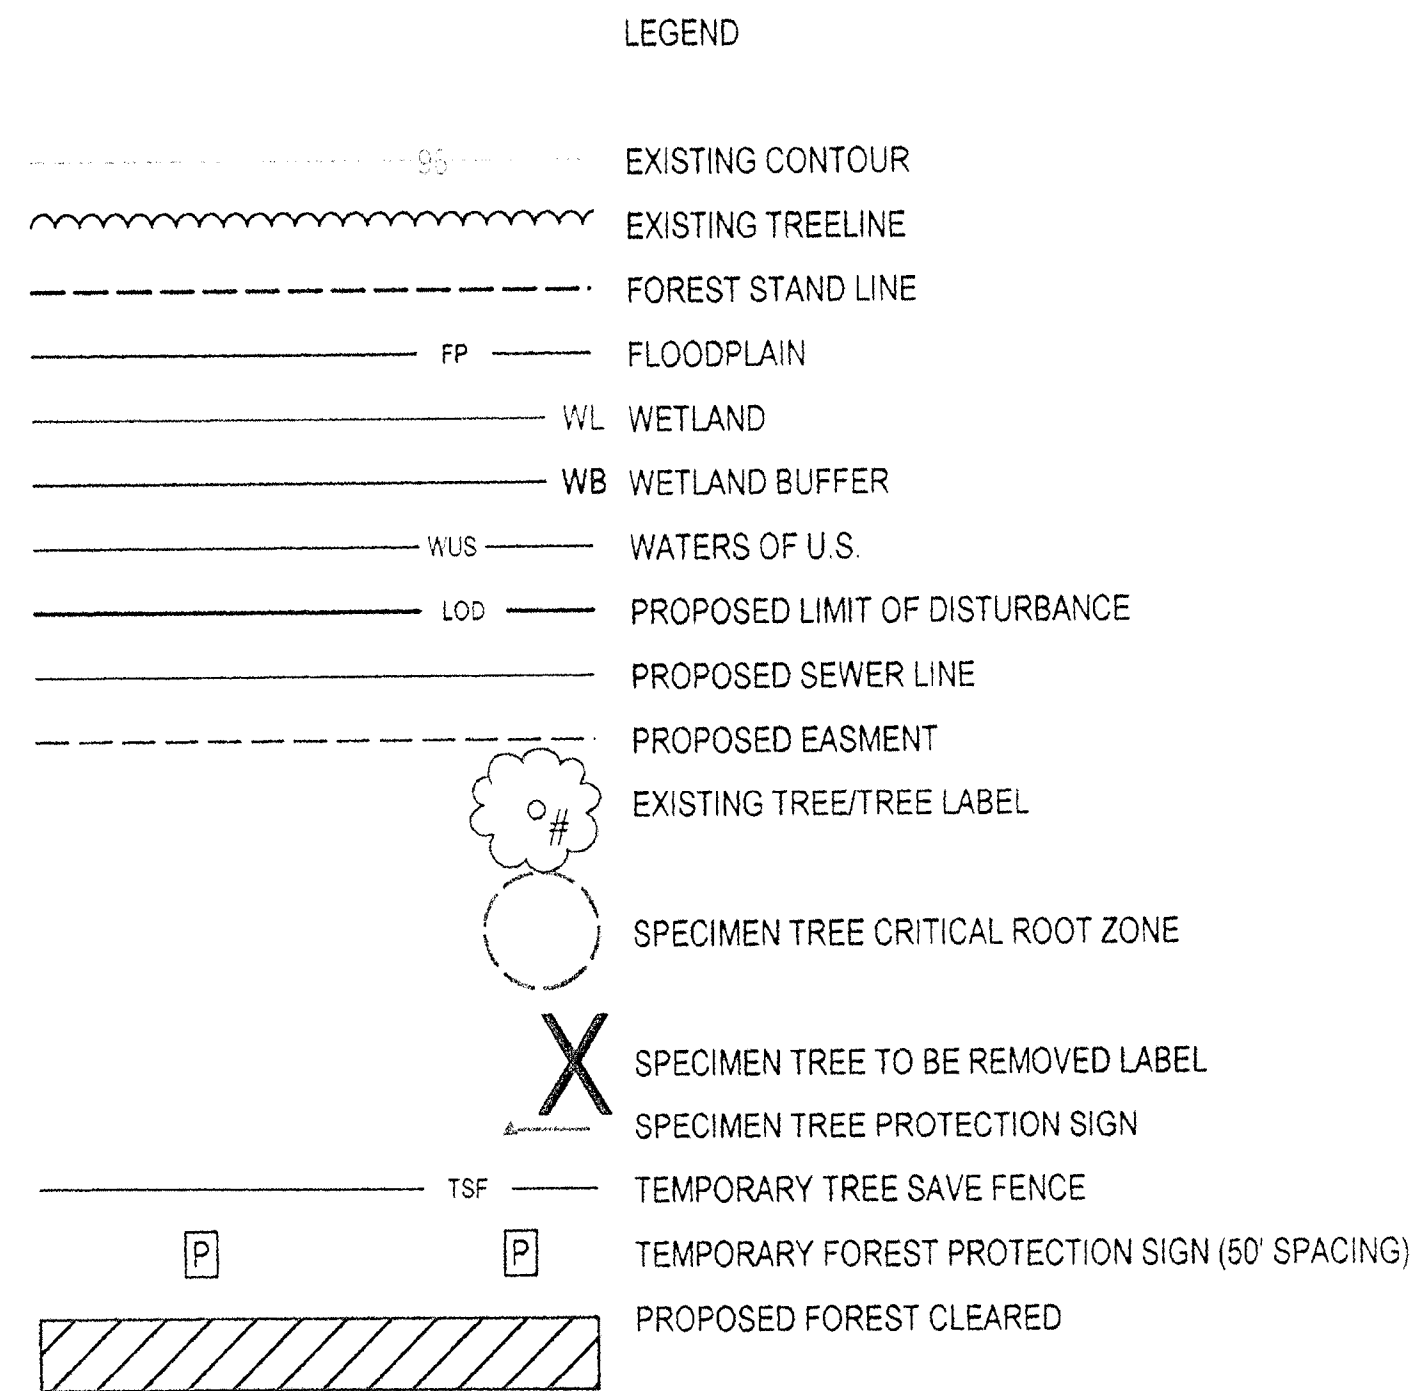 LEGEND
96 EXISTING CONTOUR
EXISTING TREELINE
FOREST STAND LINE
FP FLOODPLAIN
WL WETLAND
WB WETLAND BUFFER
WUS WATERS OF U.S.
LOD PROPOSED LIMIT OF DISTURBANCE
PROPOSED SEWER LINE
PROPOSED EASMENT
# EXISTING TREE/TREE LABEL
SPECIMEN TREE CRITICAL ROOT ZONE
X SPECIMEN TREE TO BE REMOVED LABEL
SPECIMEN TREE PROTECTION SIGN
TSF TEMPORARY TREE SAVE FENCE
P P TEMPORARY FOREST PROTECTION SIGN (50' SPACING)
PROPOSED FOREST CLEARED